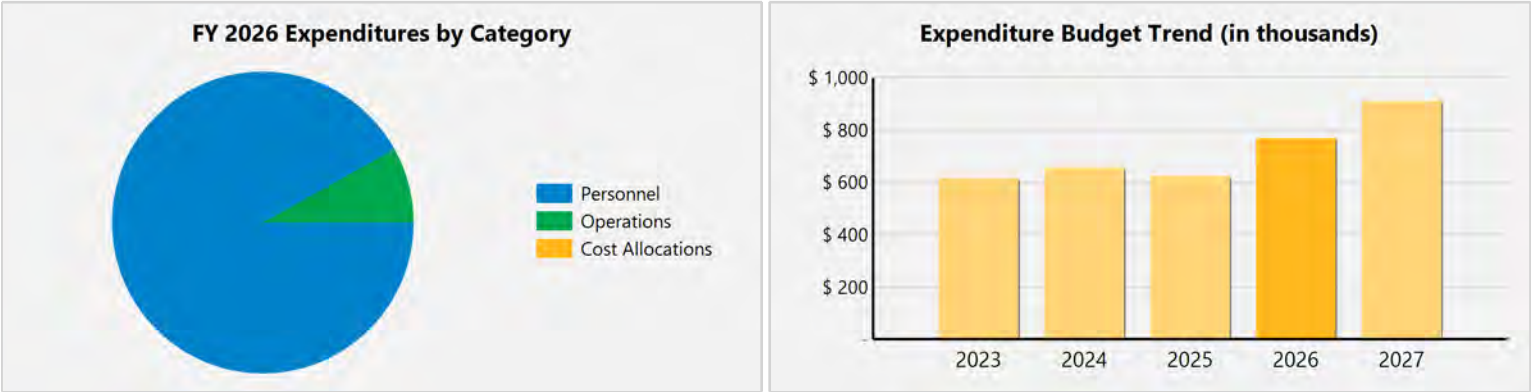 FY 2026 Expenditures by Category
Personnel
Operations
Cost Allocations
Expenditure Budget Trend (in thousands)
$ 1,000
$ 800
$ 600
$ 400
$ 200
-
2023 2024 2025 2026 2027